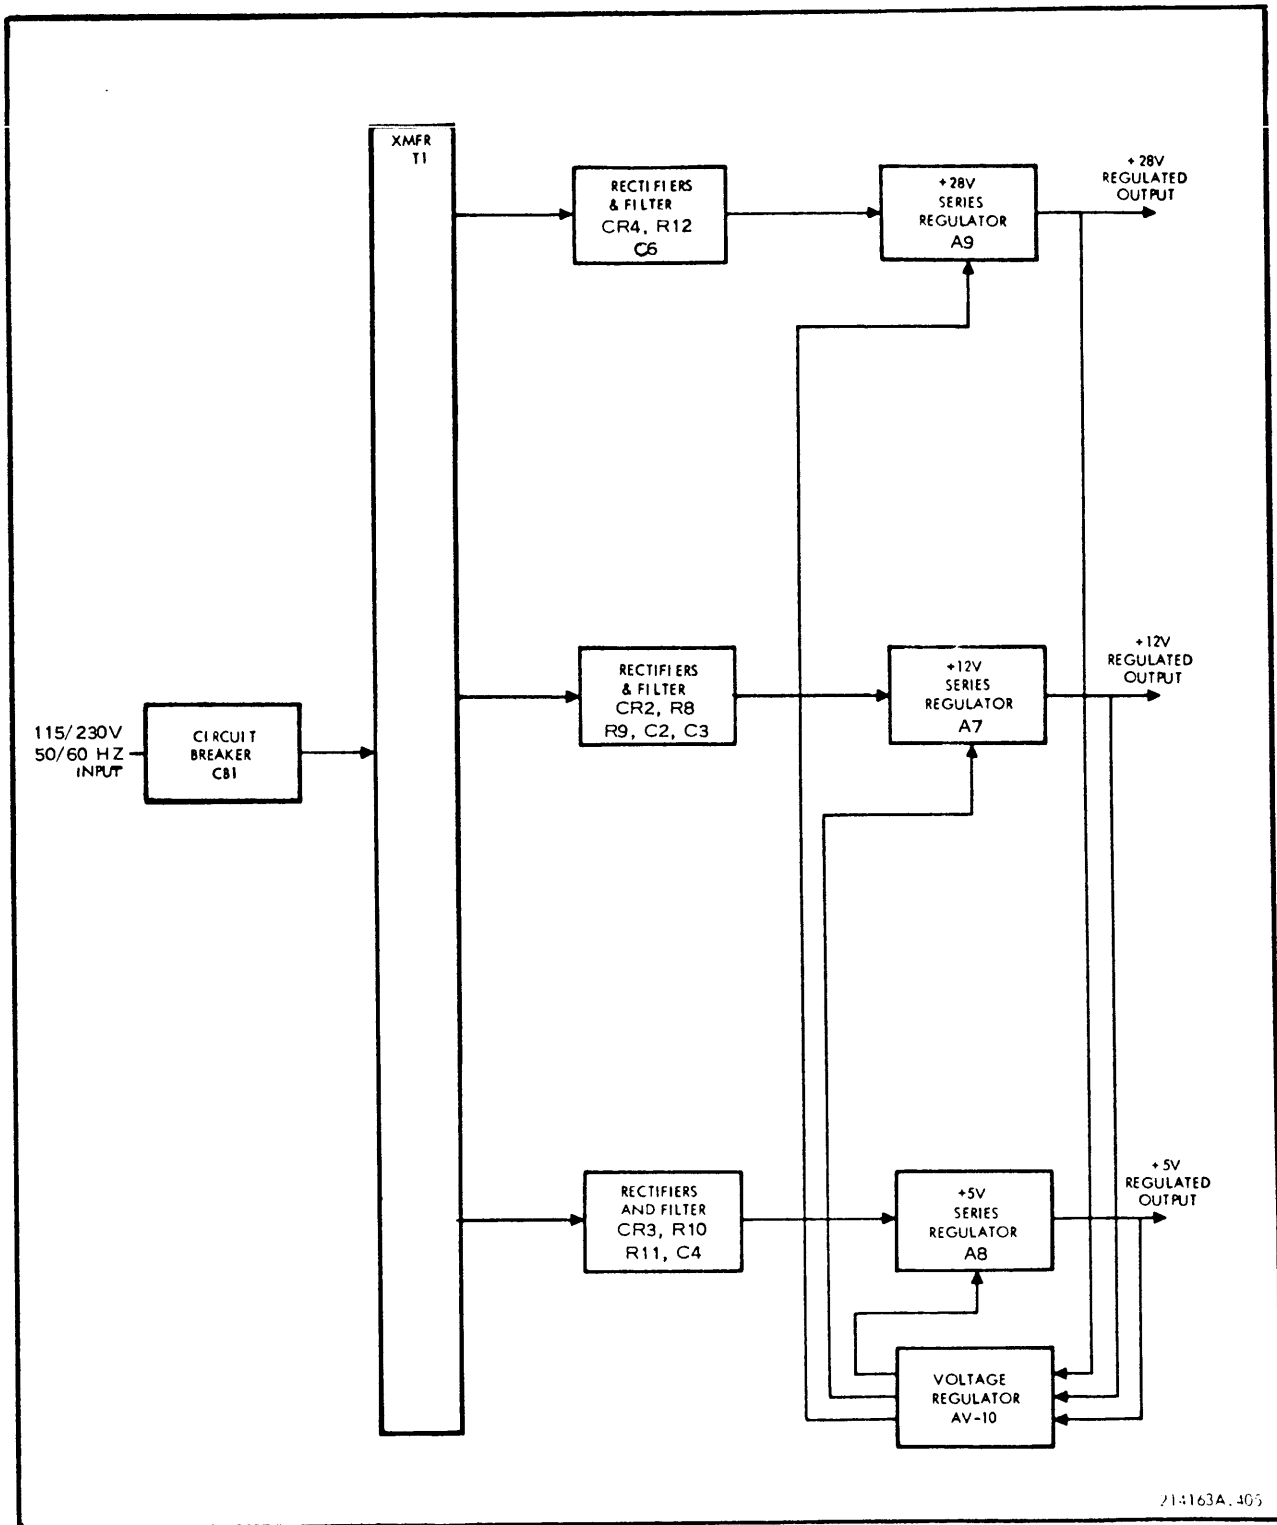 XMFR
T1
RECTIFIERS
& FILTER
CR4, R12
C6
+28V
SERIES
REGULATOR
A9
+28V
REGULATED
OUTPUT
115/230V
50/60 HZ
INPUT
CIRCUIT
BREAKER
CB1
RECTIFIERS
& FILTER
CR2, R8
R9, C2, C3
+12V
SERIES
REGULATOR
A7
+12V
REGULATED
OUTPUT
RECTIFIERS
AND FILTER
CR3, R10
R11, C4
+5V
SERIES
REGULATOR
A8
+5V
REGULATED
OUTPUT
VOLTAGE
REGULATOR
AV-10
214163A.405